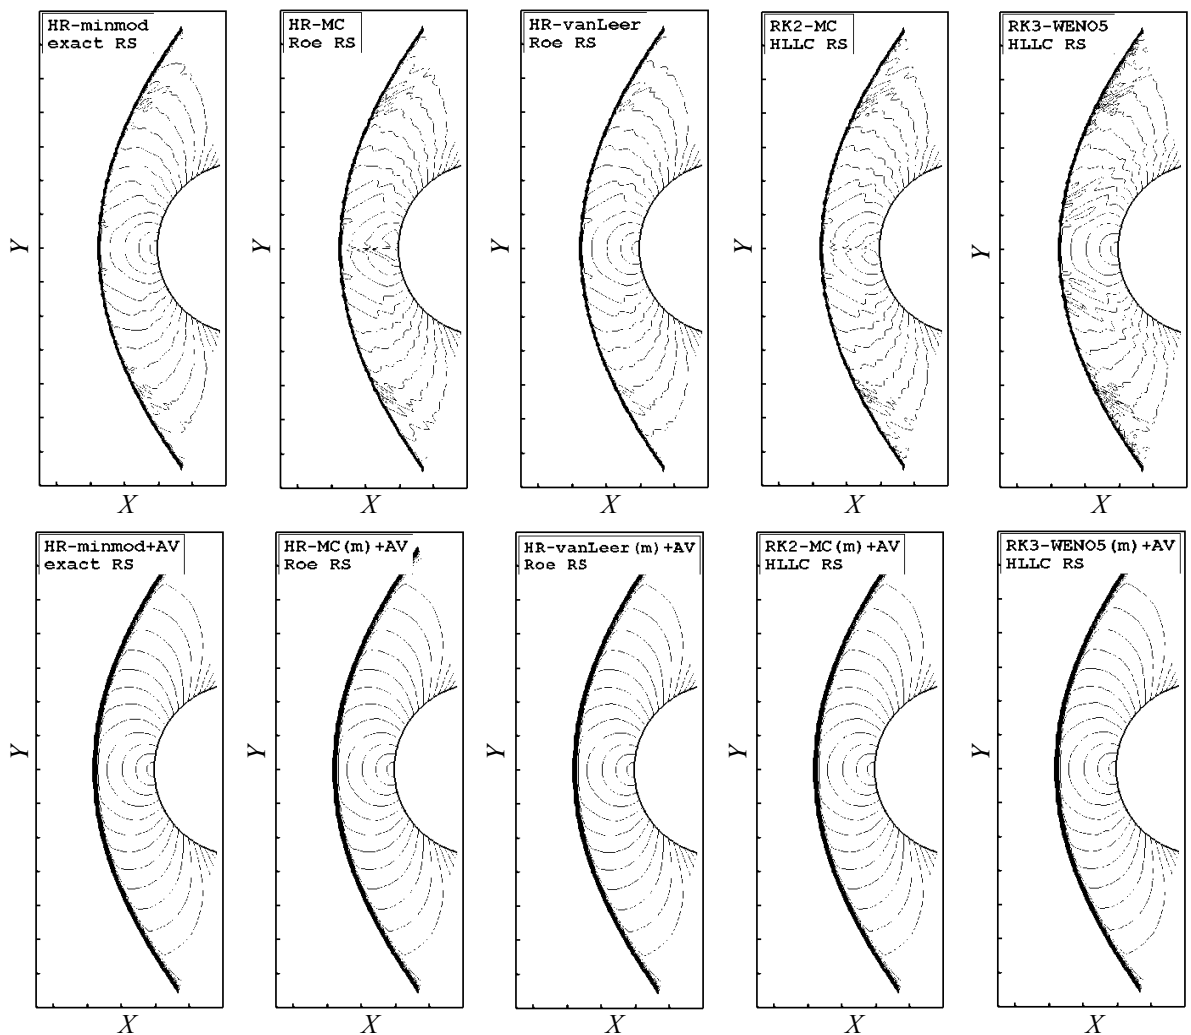 HR-minmod
exact RS
HR-MC
Roe RS
HR-vanLeer
Roe RS
RK2-MC
HLLC RS
RK3-WENO5
HLLC RS
Y
Y
Y
Y
Y
X
X
X
X
X
HR-minmod+AV
exact RS
HR-MC(m)+AV
Roe RS
HR-vanLeer(m)+AV
Roe RS
RK2-MC(m)+AV
HLLC RS
RK3-WENO5(m)+AV
HLLC RS
Y
Y
Y
Y
Y
X
X
X
X
X